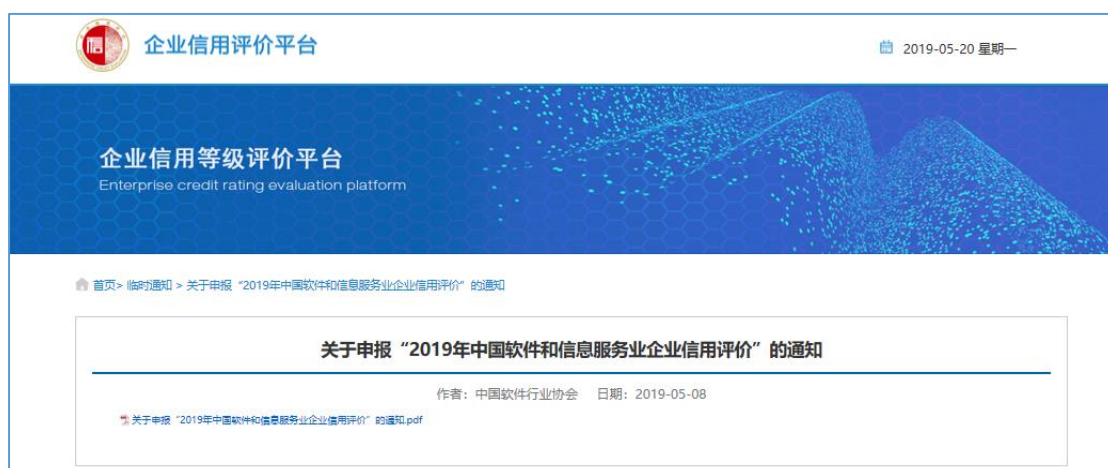 信
企业信用评价平台
2019-05-20 星期一
企业信用等级评价平台
Enterprise credit rating evaluation platform
首页> 临时通知 > 关于申报“2019年中国软件和信息服务业企业信用评价”的通知
关于申报“2019年中国软件和信息服务业企业信用评价”的通知
作者：中国软件行业协会 日期：2019-05-08
关于申报“2019年中国软件和信息服务业企业信用评价”的通知.pdf